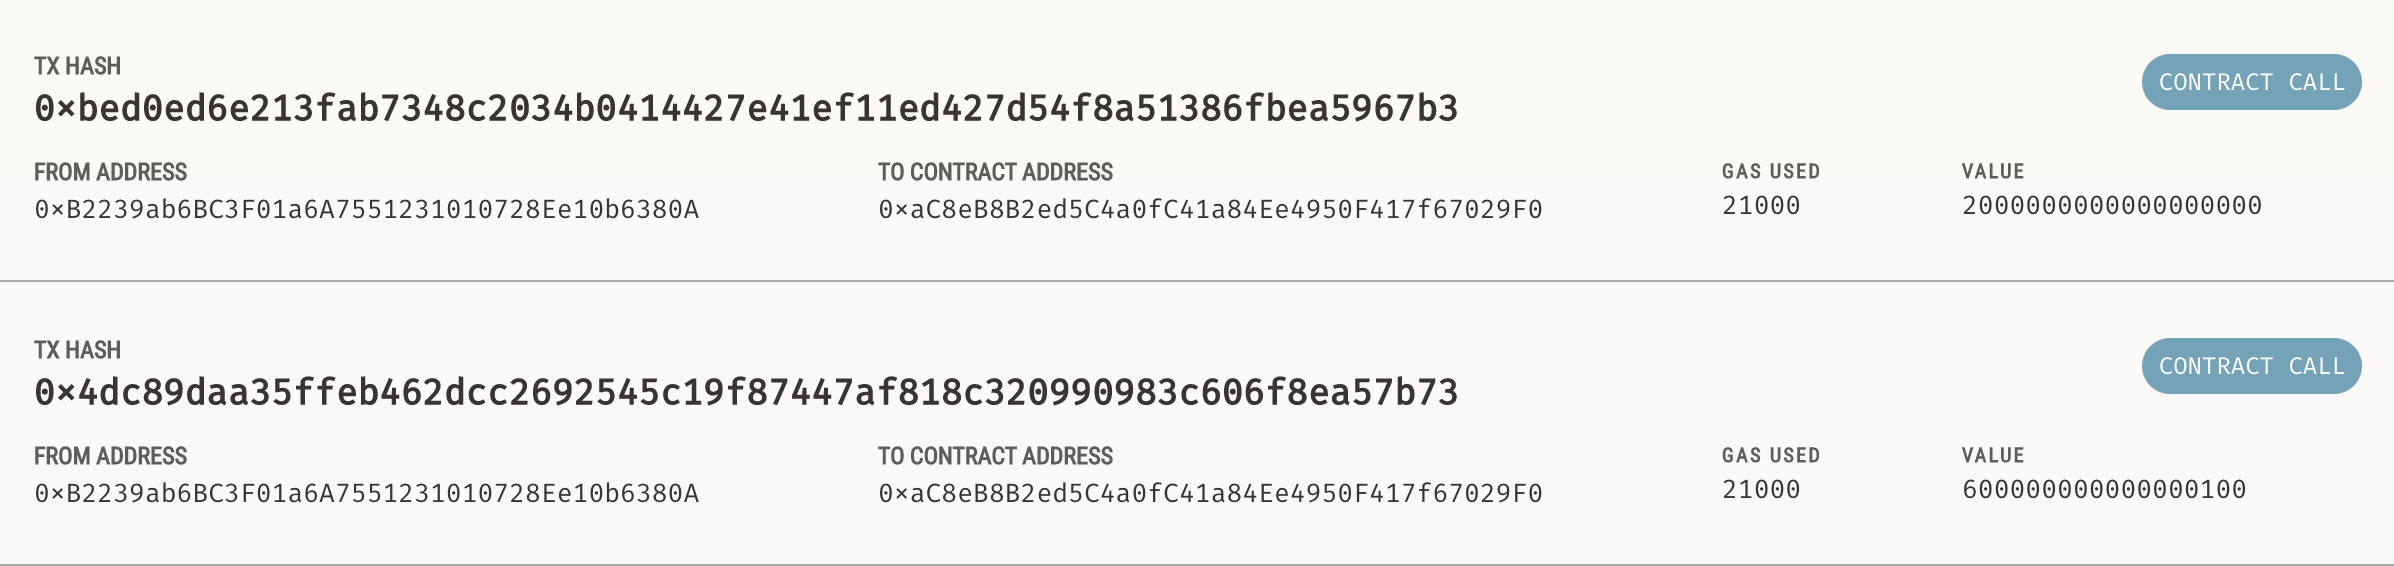 TX HASH
0×bed0ed6e213fab7348c2034b0414427e41ef11ed427d54f8a51386fbea5967b3
CONTRACT CALL
FROM ADDRESS
0×B2239ab6BC3F01a6A7551231010728Ee10b6380A
TO CONTRACT ADDRESS
0×aC8eB8B2ed5C4a0fC41a84Ee4950F417f67029F0
GAS USED
21000
VALUE
2000000000000000000
TX HASH
0×4dc89daa35ffeb462dcc2692545c19f87447af818c320990983c606f8ea57b73
CONTRACT CALL
FROM ADDRESS
0×B2239ab6BC3F01a6A7551231010728Ee10b6380A
TO CONTRACT ADDRESS
0×aC8eB8B2ed5C4a0fC41a84Ee4950F417f67029F0
GAS USED
21000
VALUE
600000000000000100